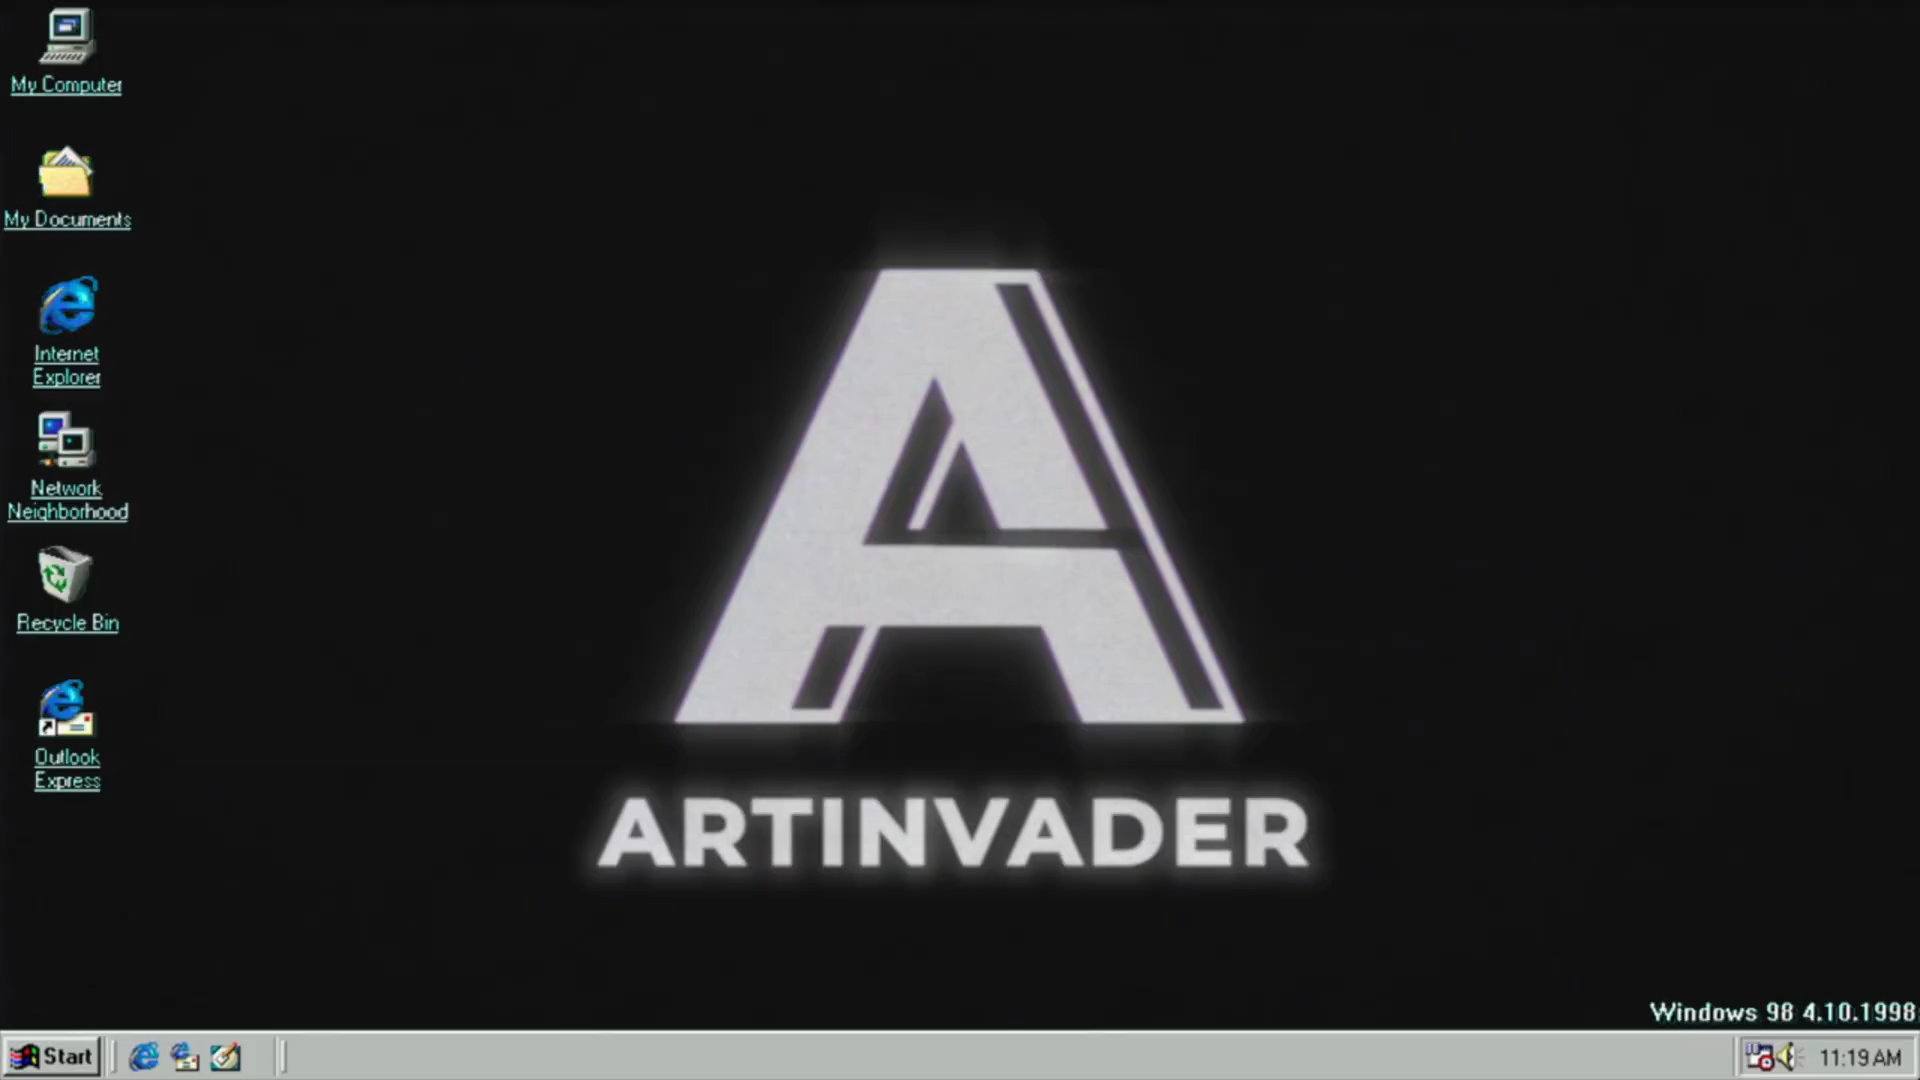 My Computer
My Documents
Internet
Explorer
Network
Neighborhood
Recycle Bin
Outlook
Express
A
ARTINVADER
Windows 98 4.10.1998
Start
11:19 AM